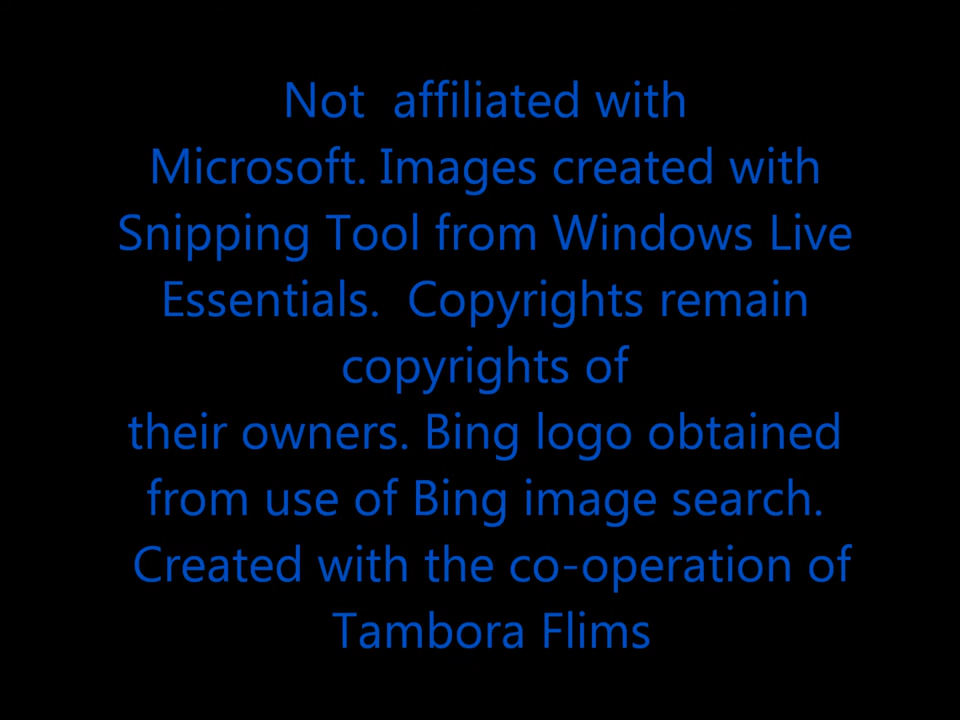 Not  affiliated with
Microsoft. Images created with
Snipping Tool from Windows Live
Essentials.  Copyrights remain
copyrights of
their owners. Bing logo obtained
from use of Bing image search.
Created with the co-operation of
Tambora Flims